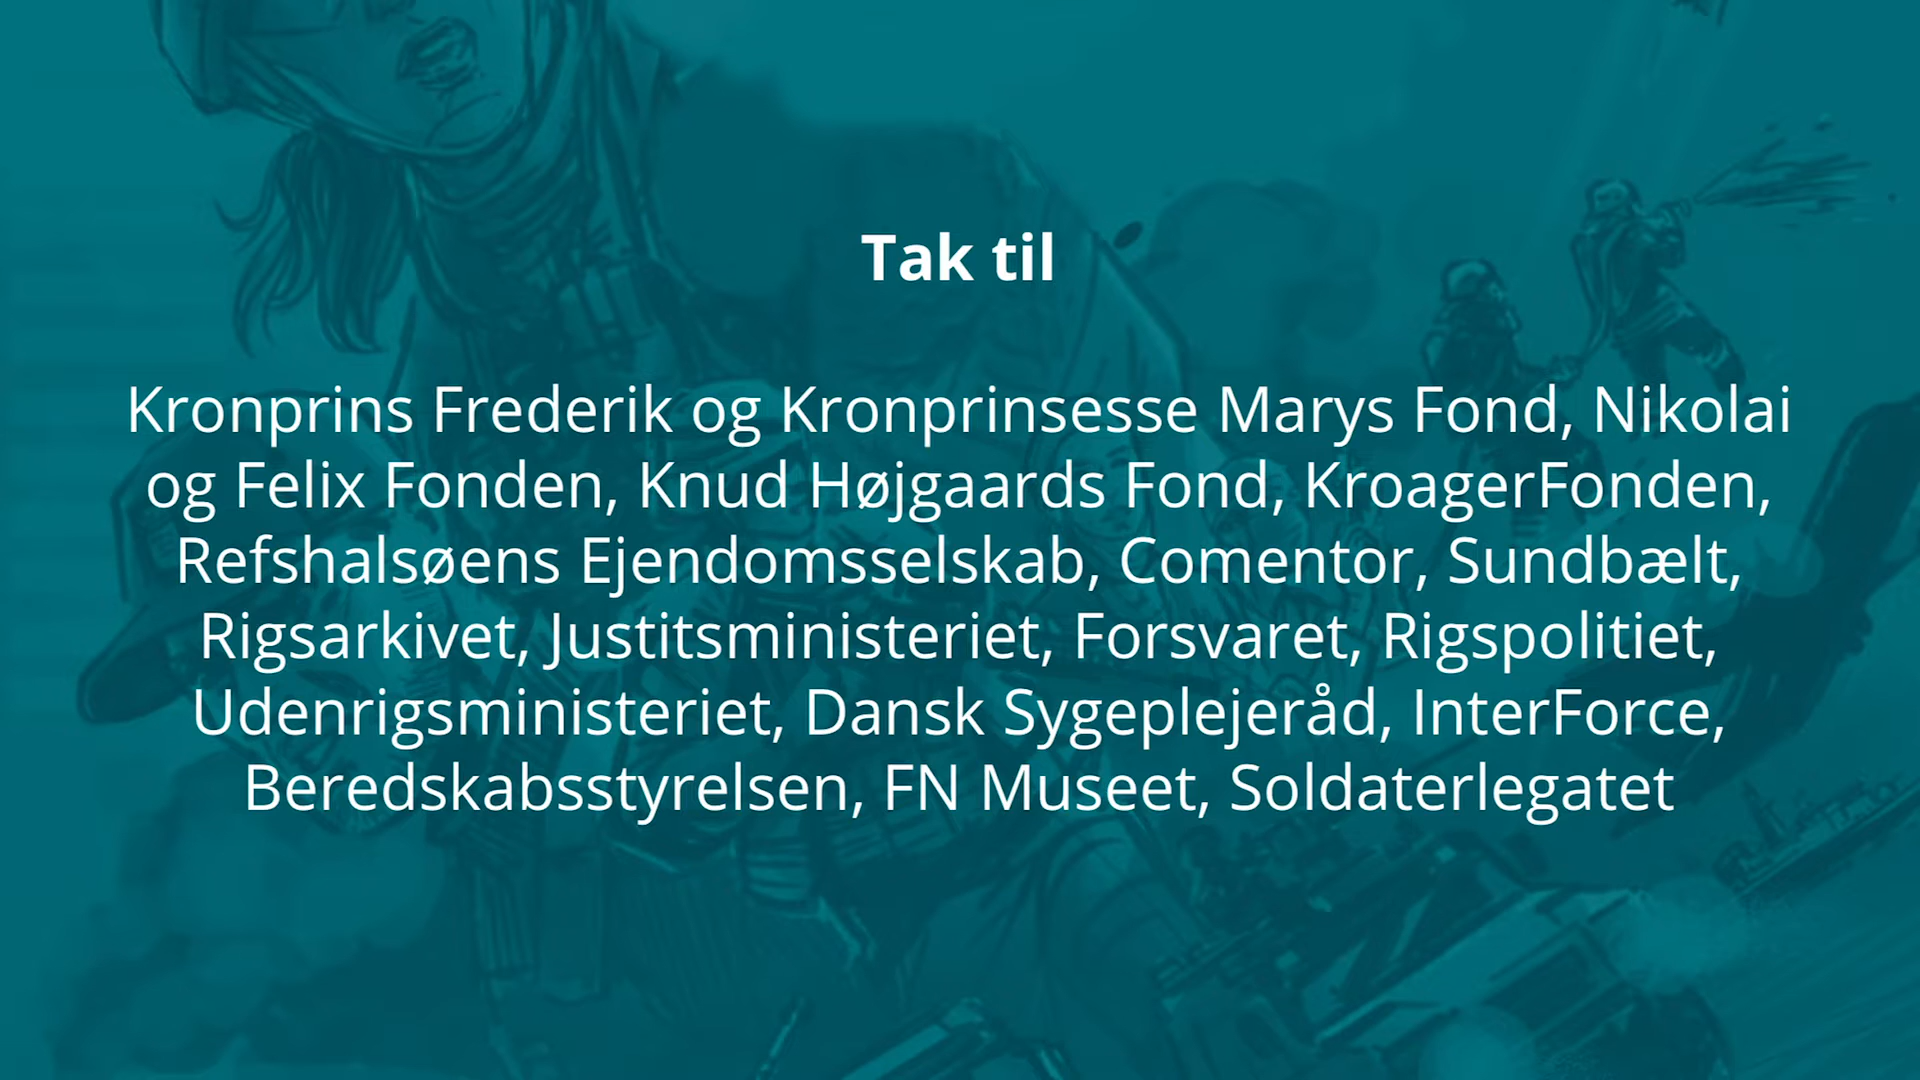 Tak til
Kronprins Frederik og Kronprinsesse Marys Fond, Nikolai
og Felix Fonden, Knud Højgaards Fond, KroagerFonden,
Refshalsøens Ejendomsselskab, Comentor, Sundbælt,
Rigsarkivet, Justitsministeriet, Forsvaret, Rigspolitiet,
Udenrigsministeriet, Dansk Sygeplejeråd, InterForce,
Beredskabsstyrelsen, FN Museet, Soldaterlegatet